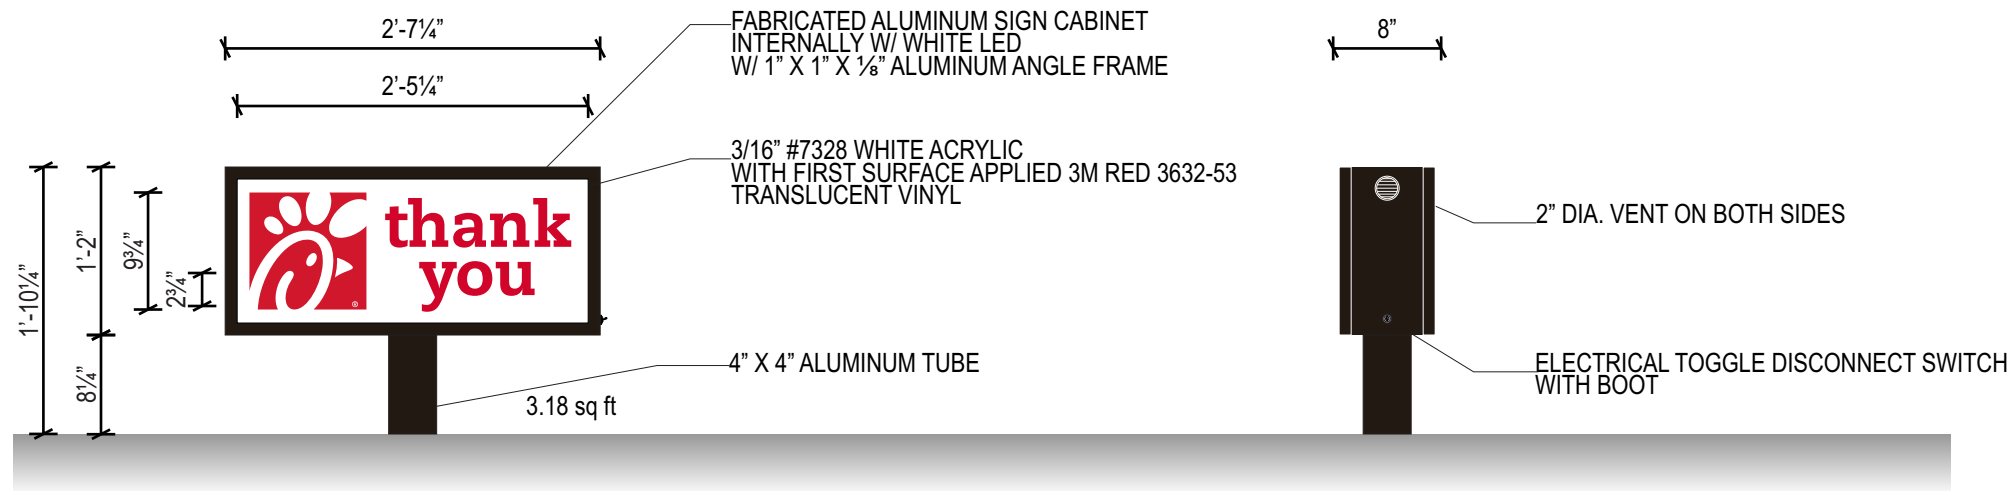 2’-7¼”
2’-5¼”
FABRICATED ALUMINUM SIGN CABINET
INTERNALLY W/ WHITE LED
W/ 1” X 1” X ⅛” ALUMINUM ANGLE FRAME
3/16” #7328 WHITE ACRYLIC
WITH FIRST SURFACE APPLIED 3M RED 3632-53
TRANSLUCENT VINYL
1’-10¼”
1’-2”
9¾”
2¾”
8¼”
thank
you
®
4” X 4” ALUMINUM TUBE
3.18 sq ft
8”
2” DIA. VENT ON BOTH SIDES
ELECTRICAL TOGGLE DISCONNECT SWITCH
WITH BOOT